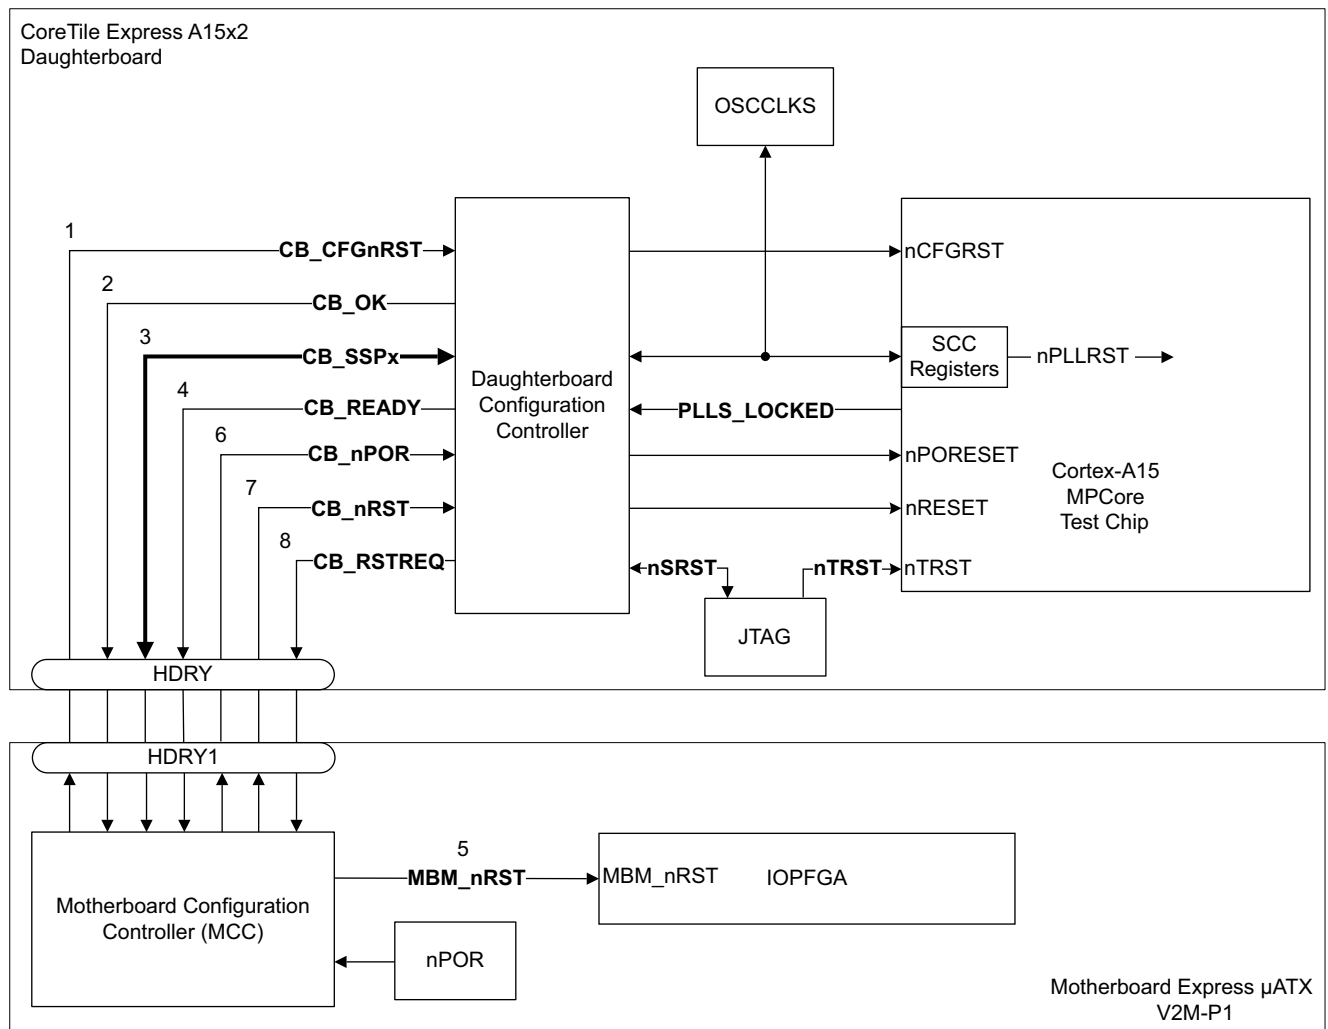 CoreTile Express A15x2
Daughterboard
OSCCLKS
1
CB_CFGnRST
nCFGRST
2
CB_OK
3
CB_SSPx
SCC
Registers
nPLLRST
Daughterboard
Configuration
Controller
4
CB_READY
PLLS_LOCKED
6
CB_nPOR
nPORESET
Cortex-A15
MPCore
Test Chip
7
CB_nRST
nRESET
8
CB_RSTREQ
nSRST
nTRST
nTRST
JTAG
HDRY
HDRY1
5
MBM_nRST
MBM_nRST
IOPFGA
Motherboard Configuration
Controller (MCC)
nPOR
Motherboard Express µATX
V2M-P1